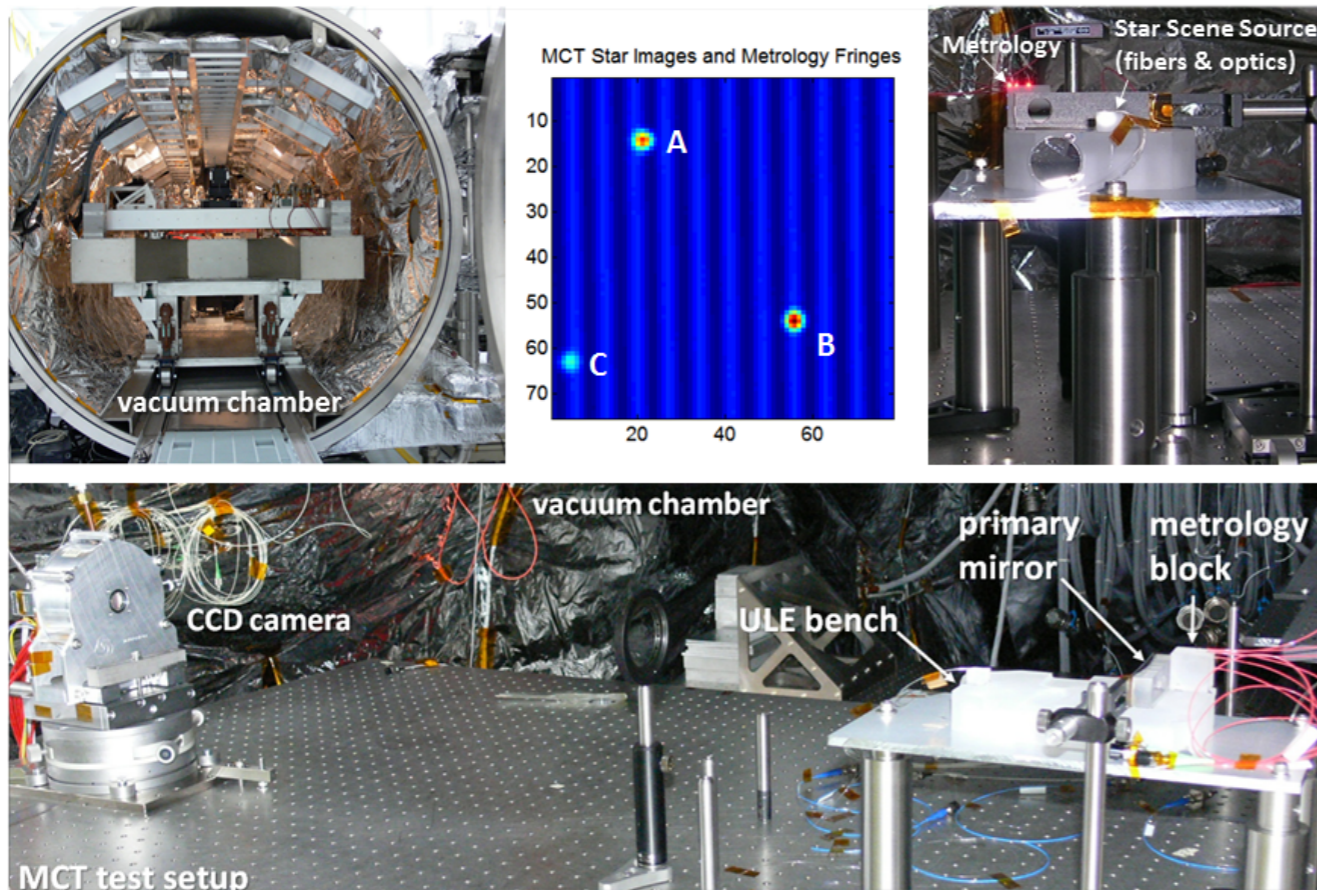 vacuum chamber
MCT Star Images and Metrology Fringes
10
20
30
40
50
60
70
20
40
60
A
B
C
Metrology
Star Scene Source
(fibers & optics)
vacuum chamber
CCD camera
ULE bench
primary
mirror
metrology
block
MCT test setup